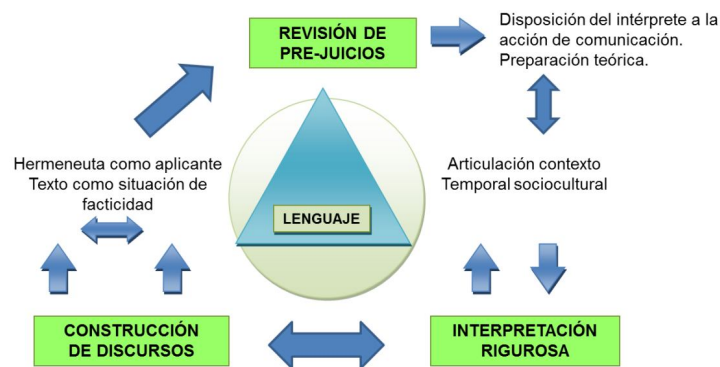 REVISIÓN DE
PRE-JUICIOS
Disposición del intérprete a la
acción de comunicación.
Preparación teórica.
Hermeneuta como aplicante
Texto como situación de
facticidad
Articulación contexto
Temporal sociocultural
LENGUAJE
CONSTRUCCIÓN
DE DISCURSOS
INTERPRETACIÓN
RIGUROSA